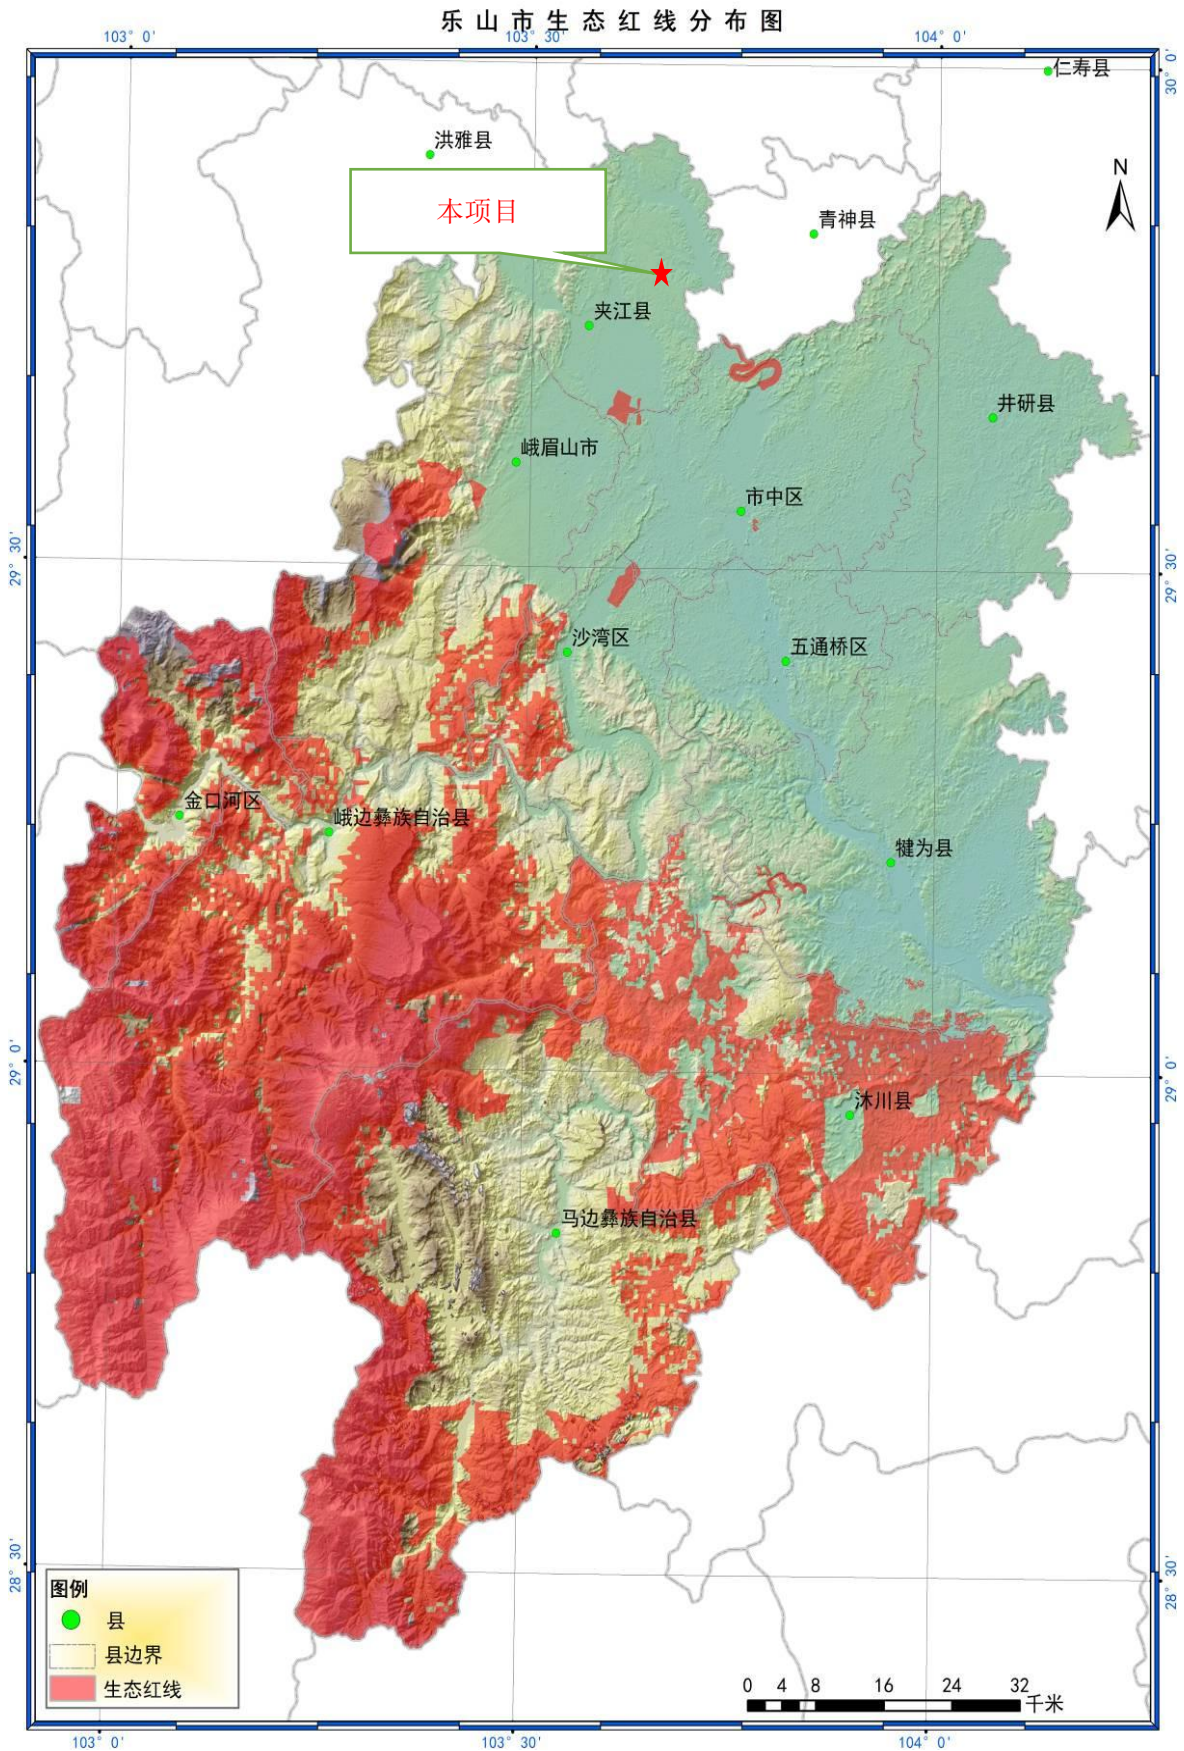 乐山市生态红线分布图
103° 0'
103° 30'
104° 0'
30° 0'
仁寿县
洪雅县
N
本项目
青神县
夹江县
井研县
峨眉山市
市中区
29° 30'
29° 30'
沙湾区
五通桥区
金口河区
峨边彝族自治县
犍为县
29° 0'
29° 0'
沐川县
马边彝族自治县
28° 30'
28° 30'
图例
县
县边界
生态红线
0 4 8 16 24 32
千米
103° 0'
103° 30'
104° 0'